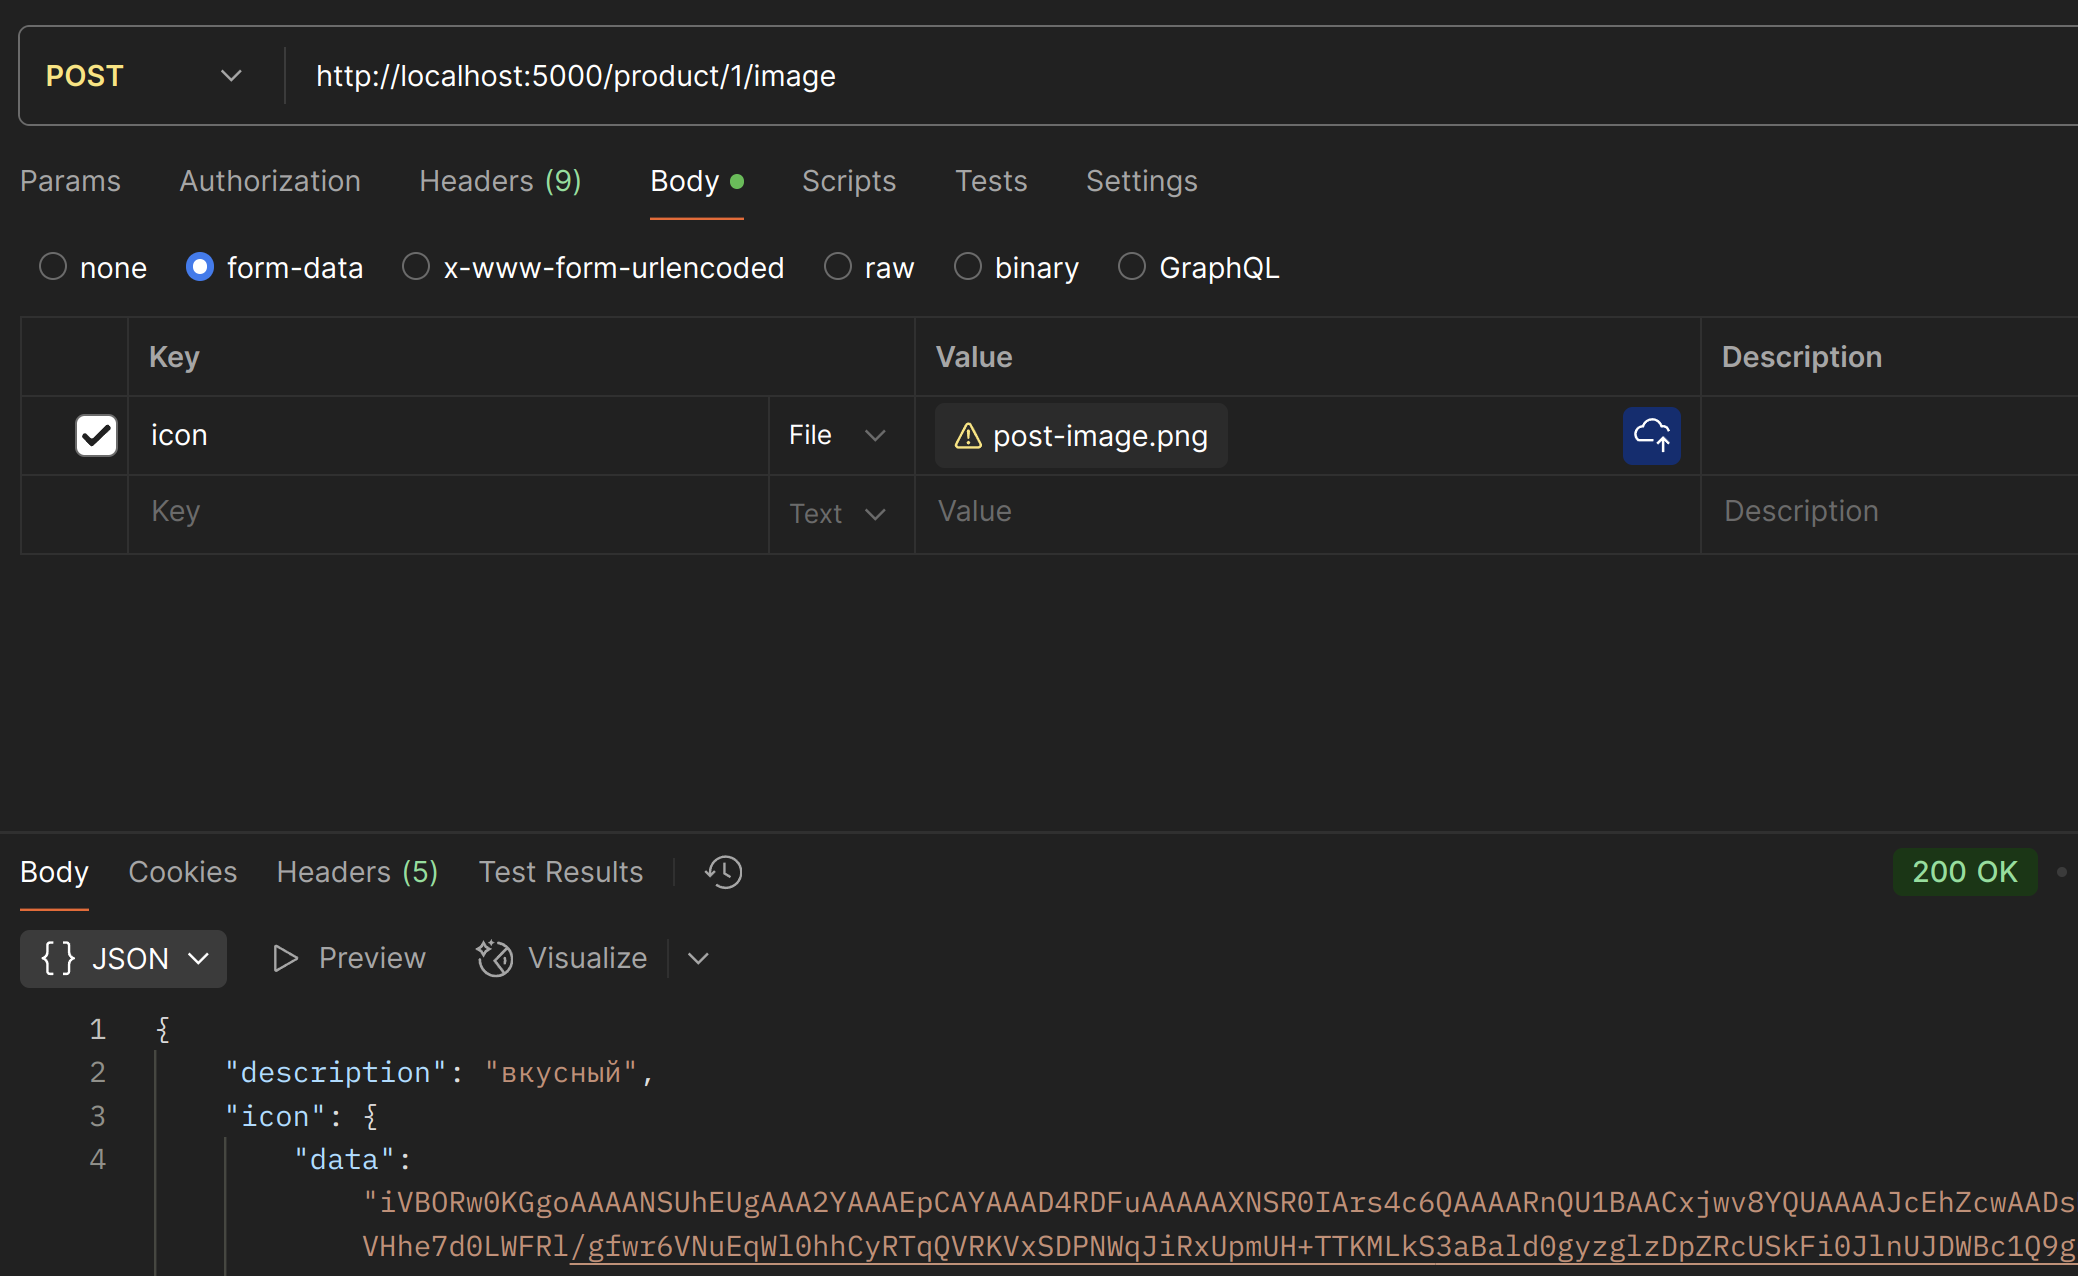 POST http://localhost:5000/product/1/image
Params Authorization Headers (9) Body Scripts Tests Settings
none form-data x-www-form-urlencoded raw binary GraphQL
Key Value Description
icon File post-image.png
Key Text Value Description
Body Cookies Headers (5) Test Results 200 OK
{ } JSON Preview Visualize
1 {
2 "description": "вкусный",
3 "icon": {
4 "data":
"iVBORw0KGgoAAAANSUhEUgAAA2YAAAEpCAYAAAD4RDFuAAAAAXNSR0IArs4c6QAAAARnQU1BAACxjwv8YQUAAAAJcEhZcwAADs
VHhe7d0LWFRl/gfwr6VNuEqWl0hhCyRTqQVRKVxSDPNWqJiRxUpmUH+TTKMLkS3aBald0gyzglzDpZRcUSkFi0JlnUJDWBc1Q9g